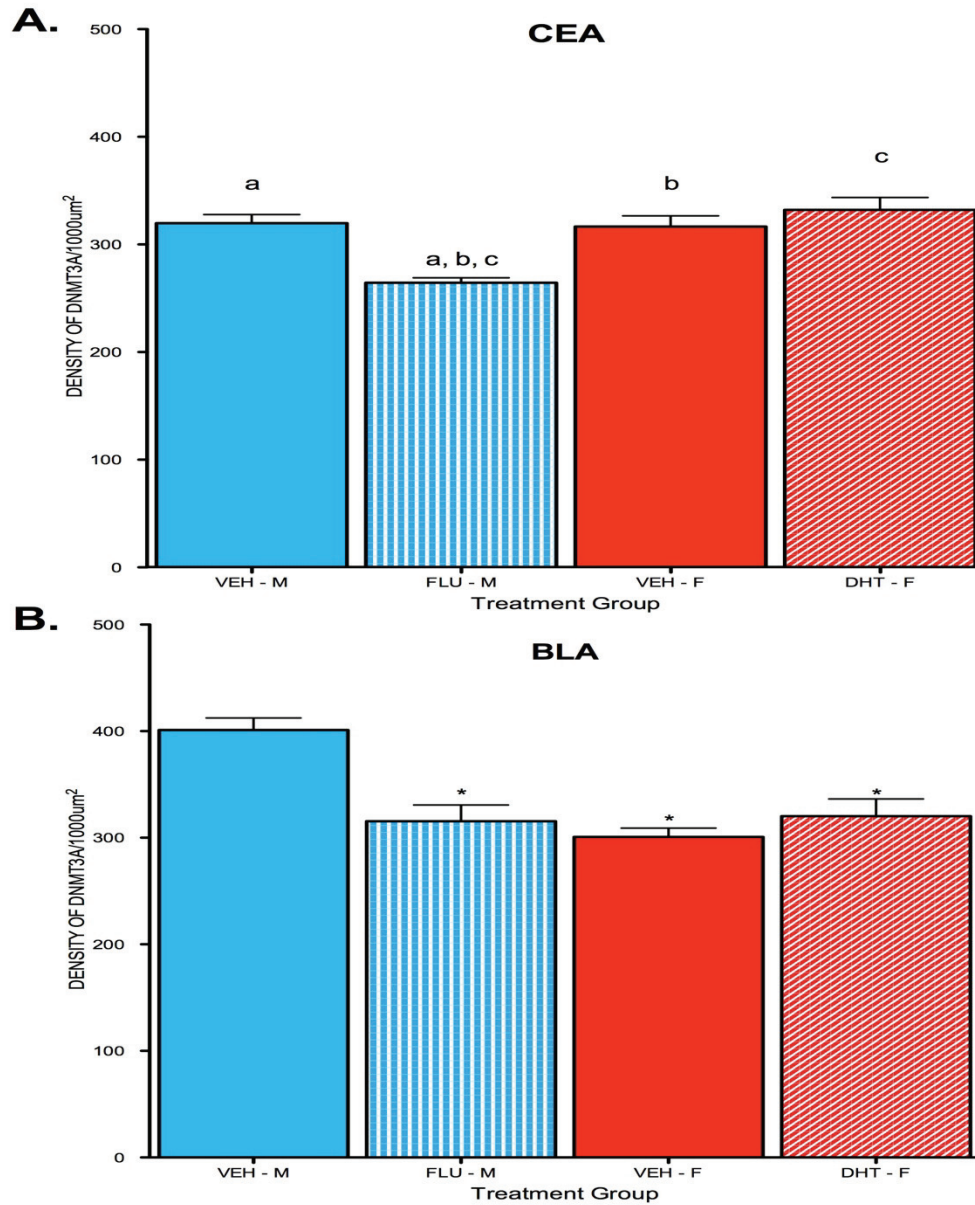 A.
CEA
500
400
300
200
100
0
DENSITY OF DNMT3A/1000um²
a
a, b, c
b
c
VEH - M
FLU - M
VEH - F
DHT - F
Treatment Group
B.
BLA
500
400
300
200
100
0
DENSITY OF DNMT3A/1000um²
*
*
*
VEH - M
FLU - M
VEH - F
DHT - F
Treatment Group